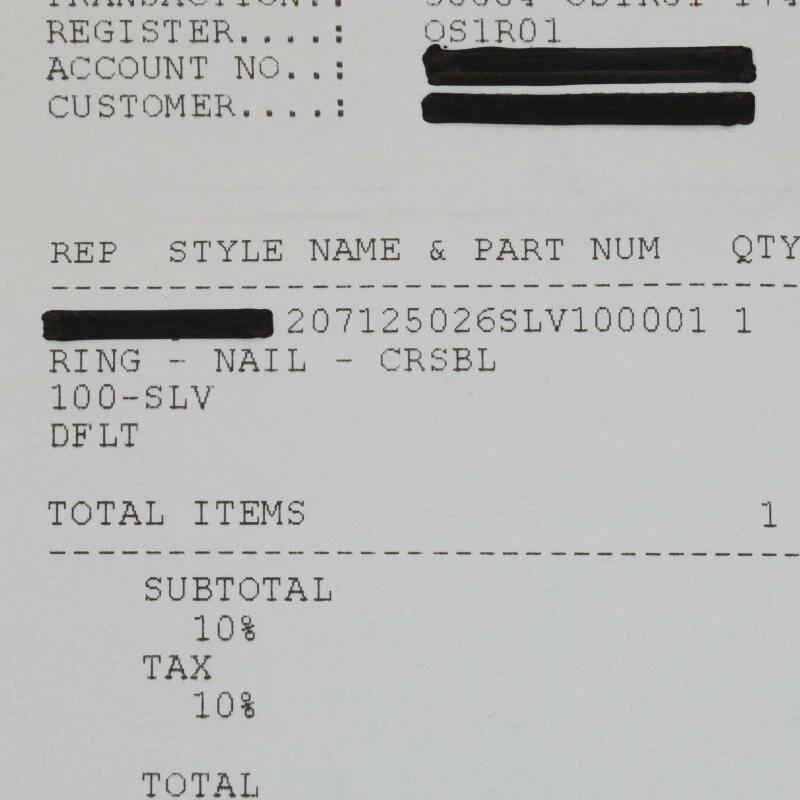 REGISTER....: OS1R01
ACCOUNT NO..:
CUSTOMER....:
REP STYLE NAME & PART NUM QTY
207125026SLV100001 1
RING - NAIL - CRSBL
100-SLV
DFLT
TOTAL ITEMS 1
SUBTOTAL
10%
TAX
10%
TOTAL